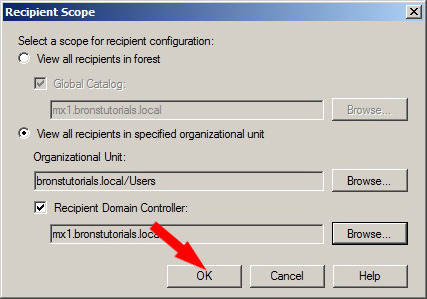 Recipient Scope
Select a scope for recipient configuration:
View all recipients in forest
Global Catalog:
mx1.bronstutorials.local
Browse...
View all recipients in specified organizational unit
Organizational Unit:
bronstutorials.local/Users
Browse...
Recipient Domain Controller:
mx1.bronstutorials.local
Browse...
OK
Cancel
Help